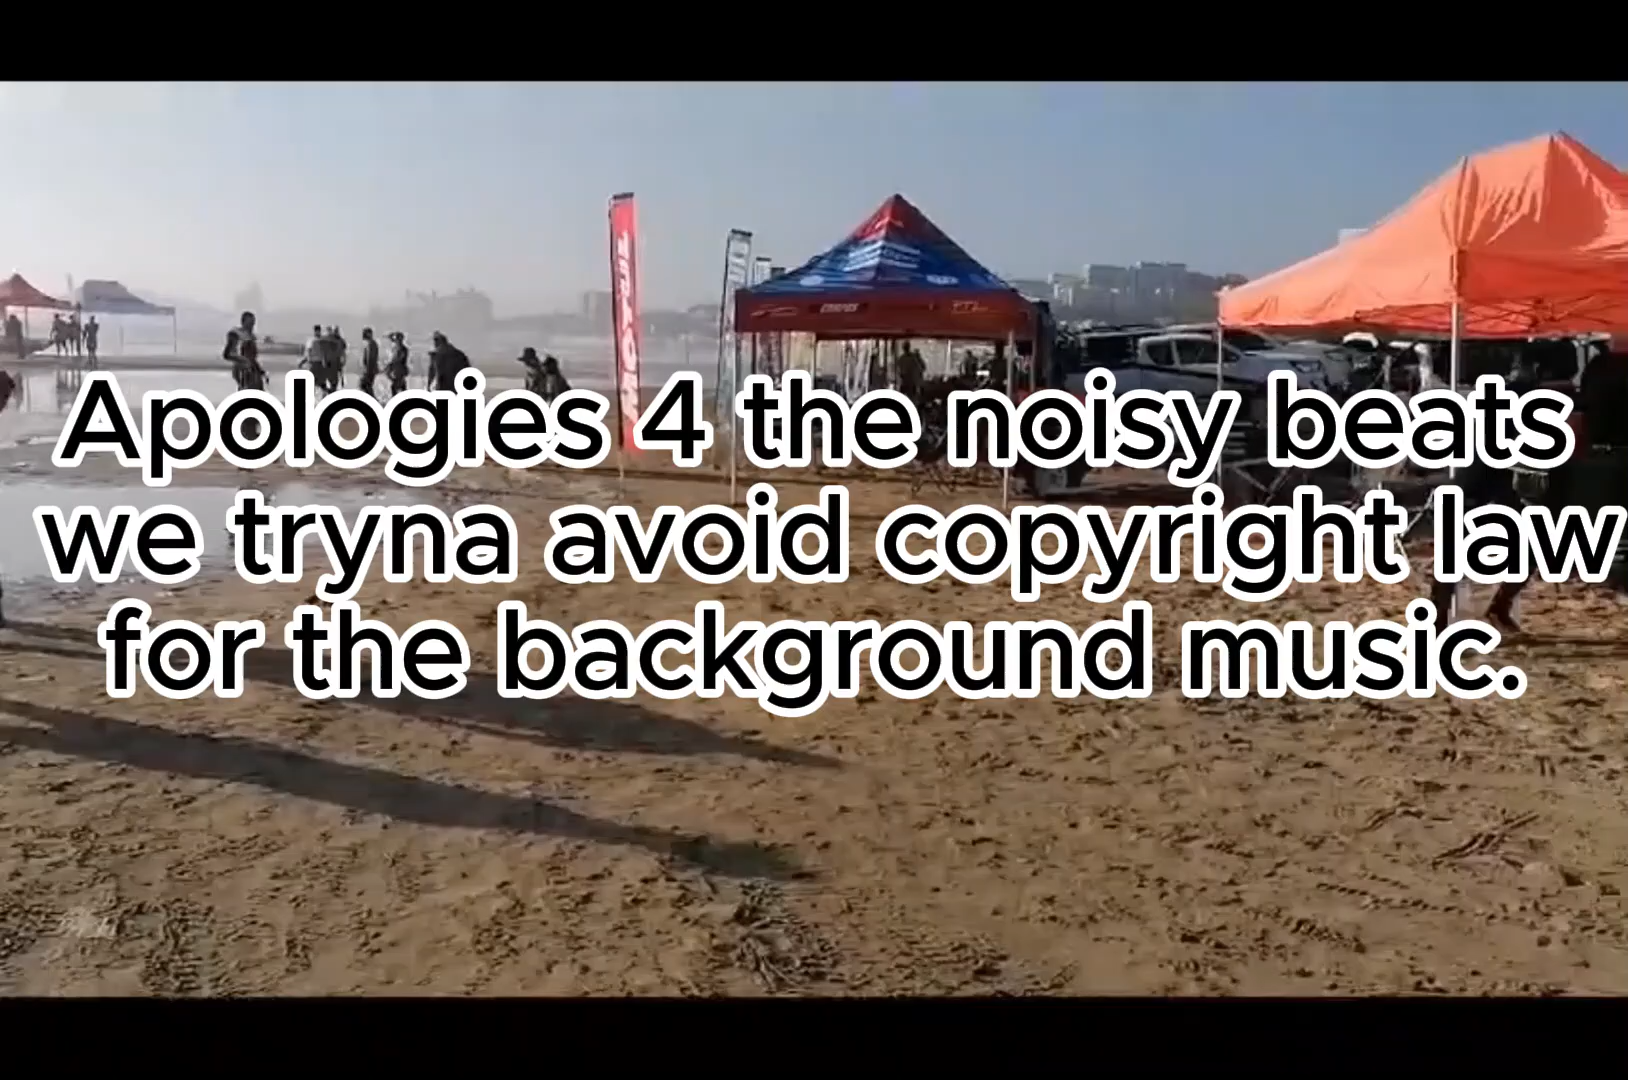 Apologies 4 the noisy beats
we tryna avoid copyright law
for the background music.